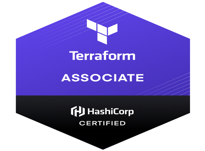 Terraform
ASSOCIATE
HashiCorp
CERTIFIED